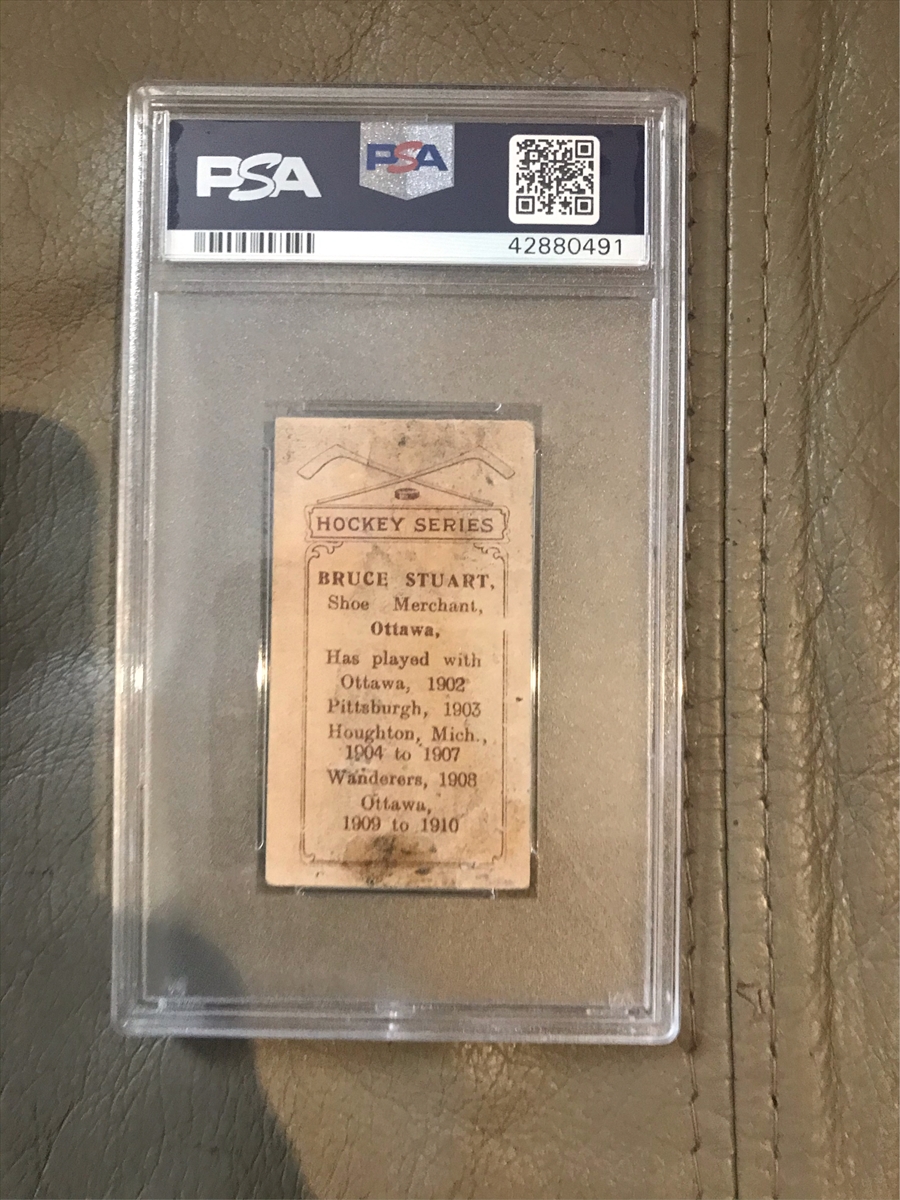 PSA
PSA
42880491
HOCKEY SERIES
BRUCE STUART,
Shoe Merchant,
Ottawa,
Has played with
Ottawa, 1902
Pittsburgh, 1903
Houghton, Mich.,
1904 to 1907
Wanderers, 1908
Ottawa,
1909 to 1910